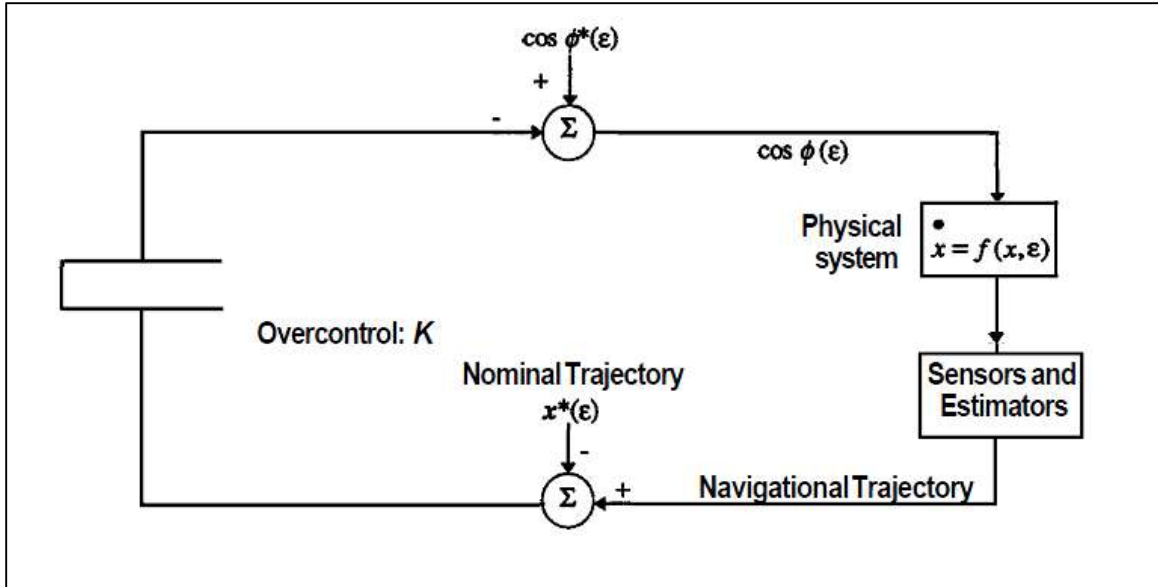 cos ϕ*(ε)
+
-
Σ
cos ϕ (ε)
Physical
system
ẋ = f (x,ε)
Overcontrol: K
Nominal Trajectory
x*(ε)
Sensors and
Estimators
-
Σ
+
Navigational Trajectory